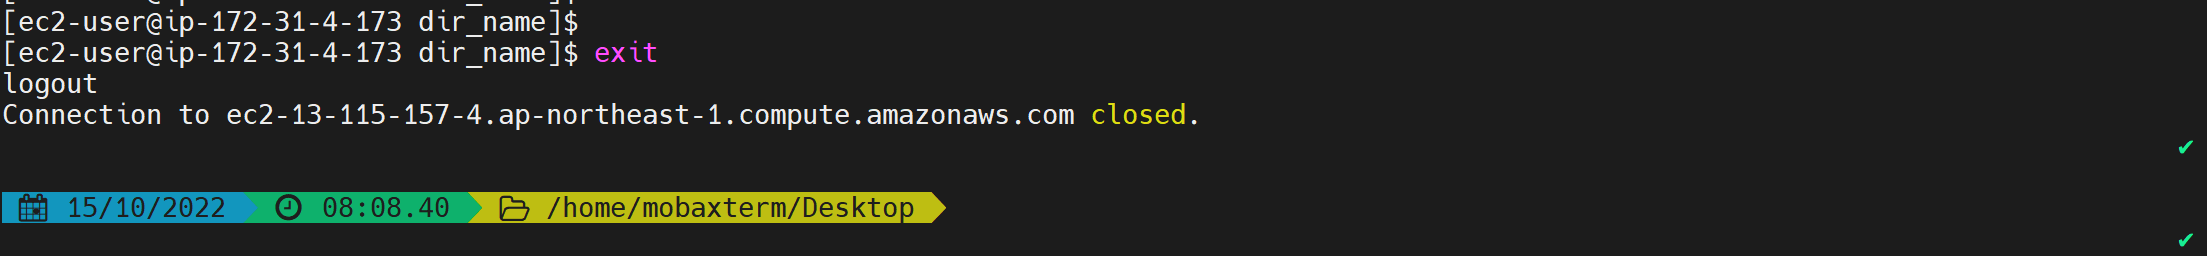 [ec2-user@ip-172-31-4-173 dir_name]$
[ec2-user@ip-172-31-4-173 dir_name]$ exit
logout
Connection to ec2-13-115-157-4.ap-northeast-1.compute.amazonaws.com closed.
✔
15/10/2022 08:08.40 /home/mobaxterm/Desktop
✔